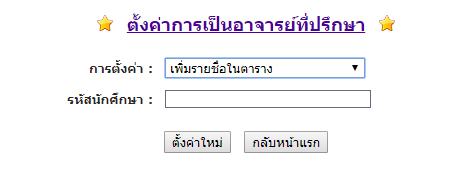 ตั้งค่าการเป็นอาจารย์ที่ปรึกษา
การตั้งค่า : เพิ่มรายชื่อในตาราง
รหัสนักศึกษา :
ตั้งค่าใหม่ กลับหน้าแรก